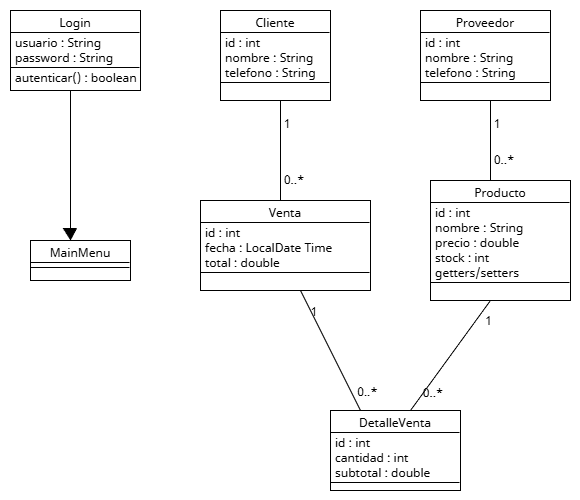 Login
usuario : String
password : String
autenticar() : boolean
Cliente
id : int
nombre : String
telefono : String
Proveedor
id : int
nombre : String
telefono : String
1
0..*
1
0..*
MainMenu
Venta
id : int
fecha : LocalDate Time
total : double
Producto
id : int
nombre : String
precio : double
stock : int
getters/setters
1
0..*
1
0..*
DetalleVenta
id : int
cantidad : int
subtotal : double